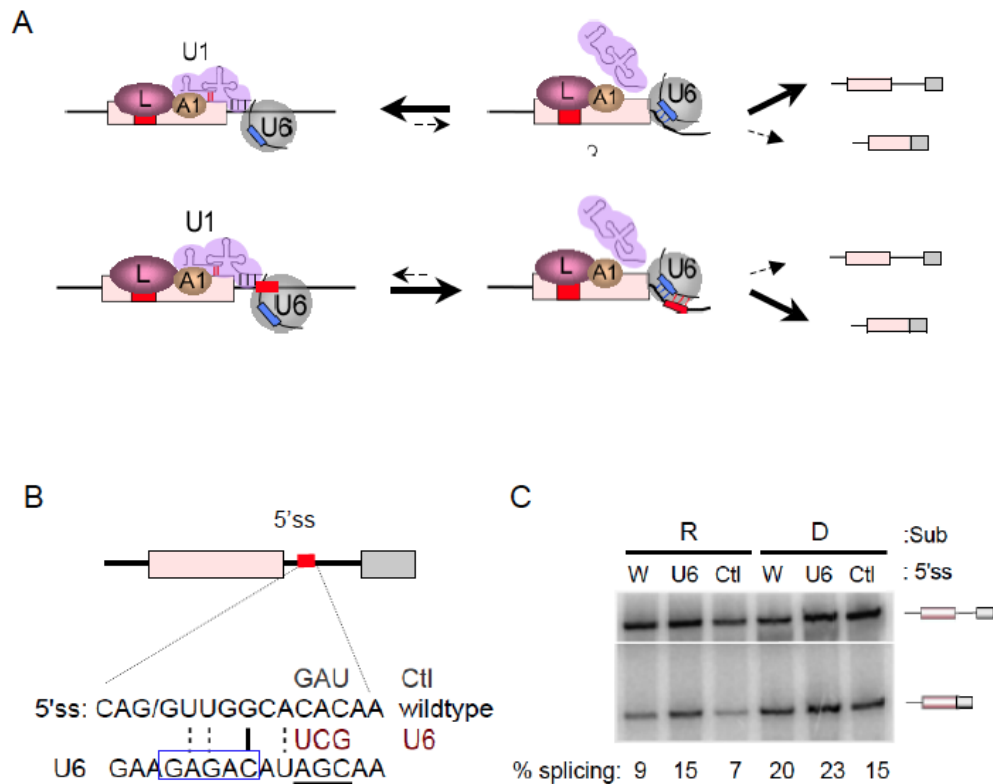 A
U1
L
A1
U6
L
A1
U6
?
U1
L
A1
U6
L
A1
U6
B
5'ss
GAU Ctl
5'ss: CAG/GUUGGCACACAA wildtype
UCG U6
U6 GAAGAGACAUAGCAA
C
R D :Sub
W U6 Ctl W U6 Ctl : 5'ss
% splicing: 9 15 7 20 23 15